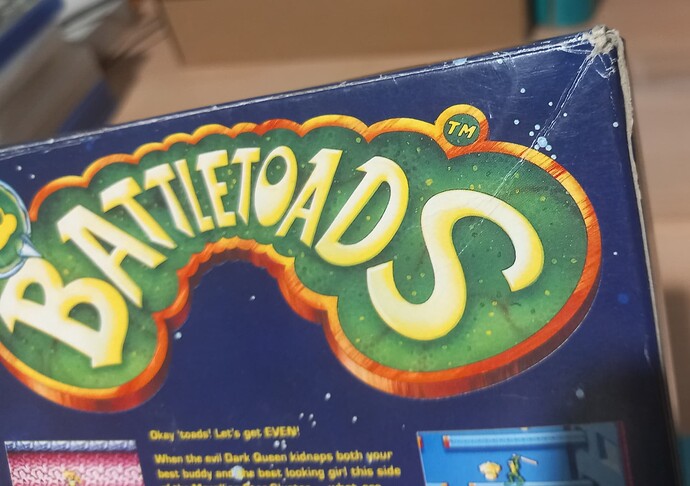 BATTLETOADS TM
Okay 'toads! Let's get EVEN!
When the evil Dark Queen kidnaps both your
best buddy and the best looking girl this side